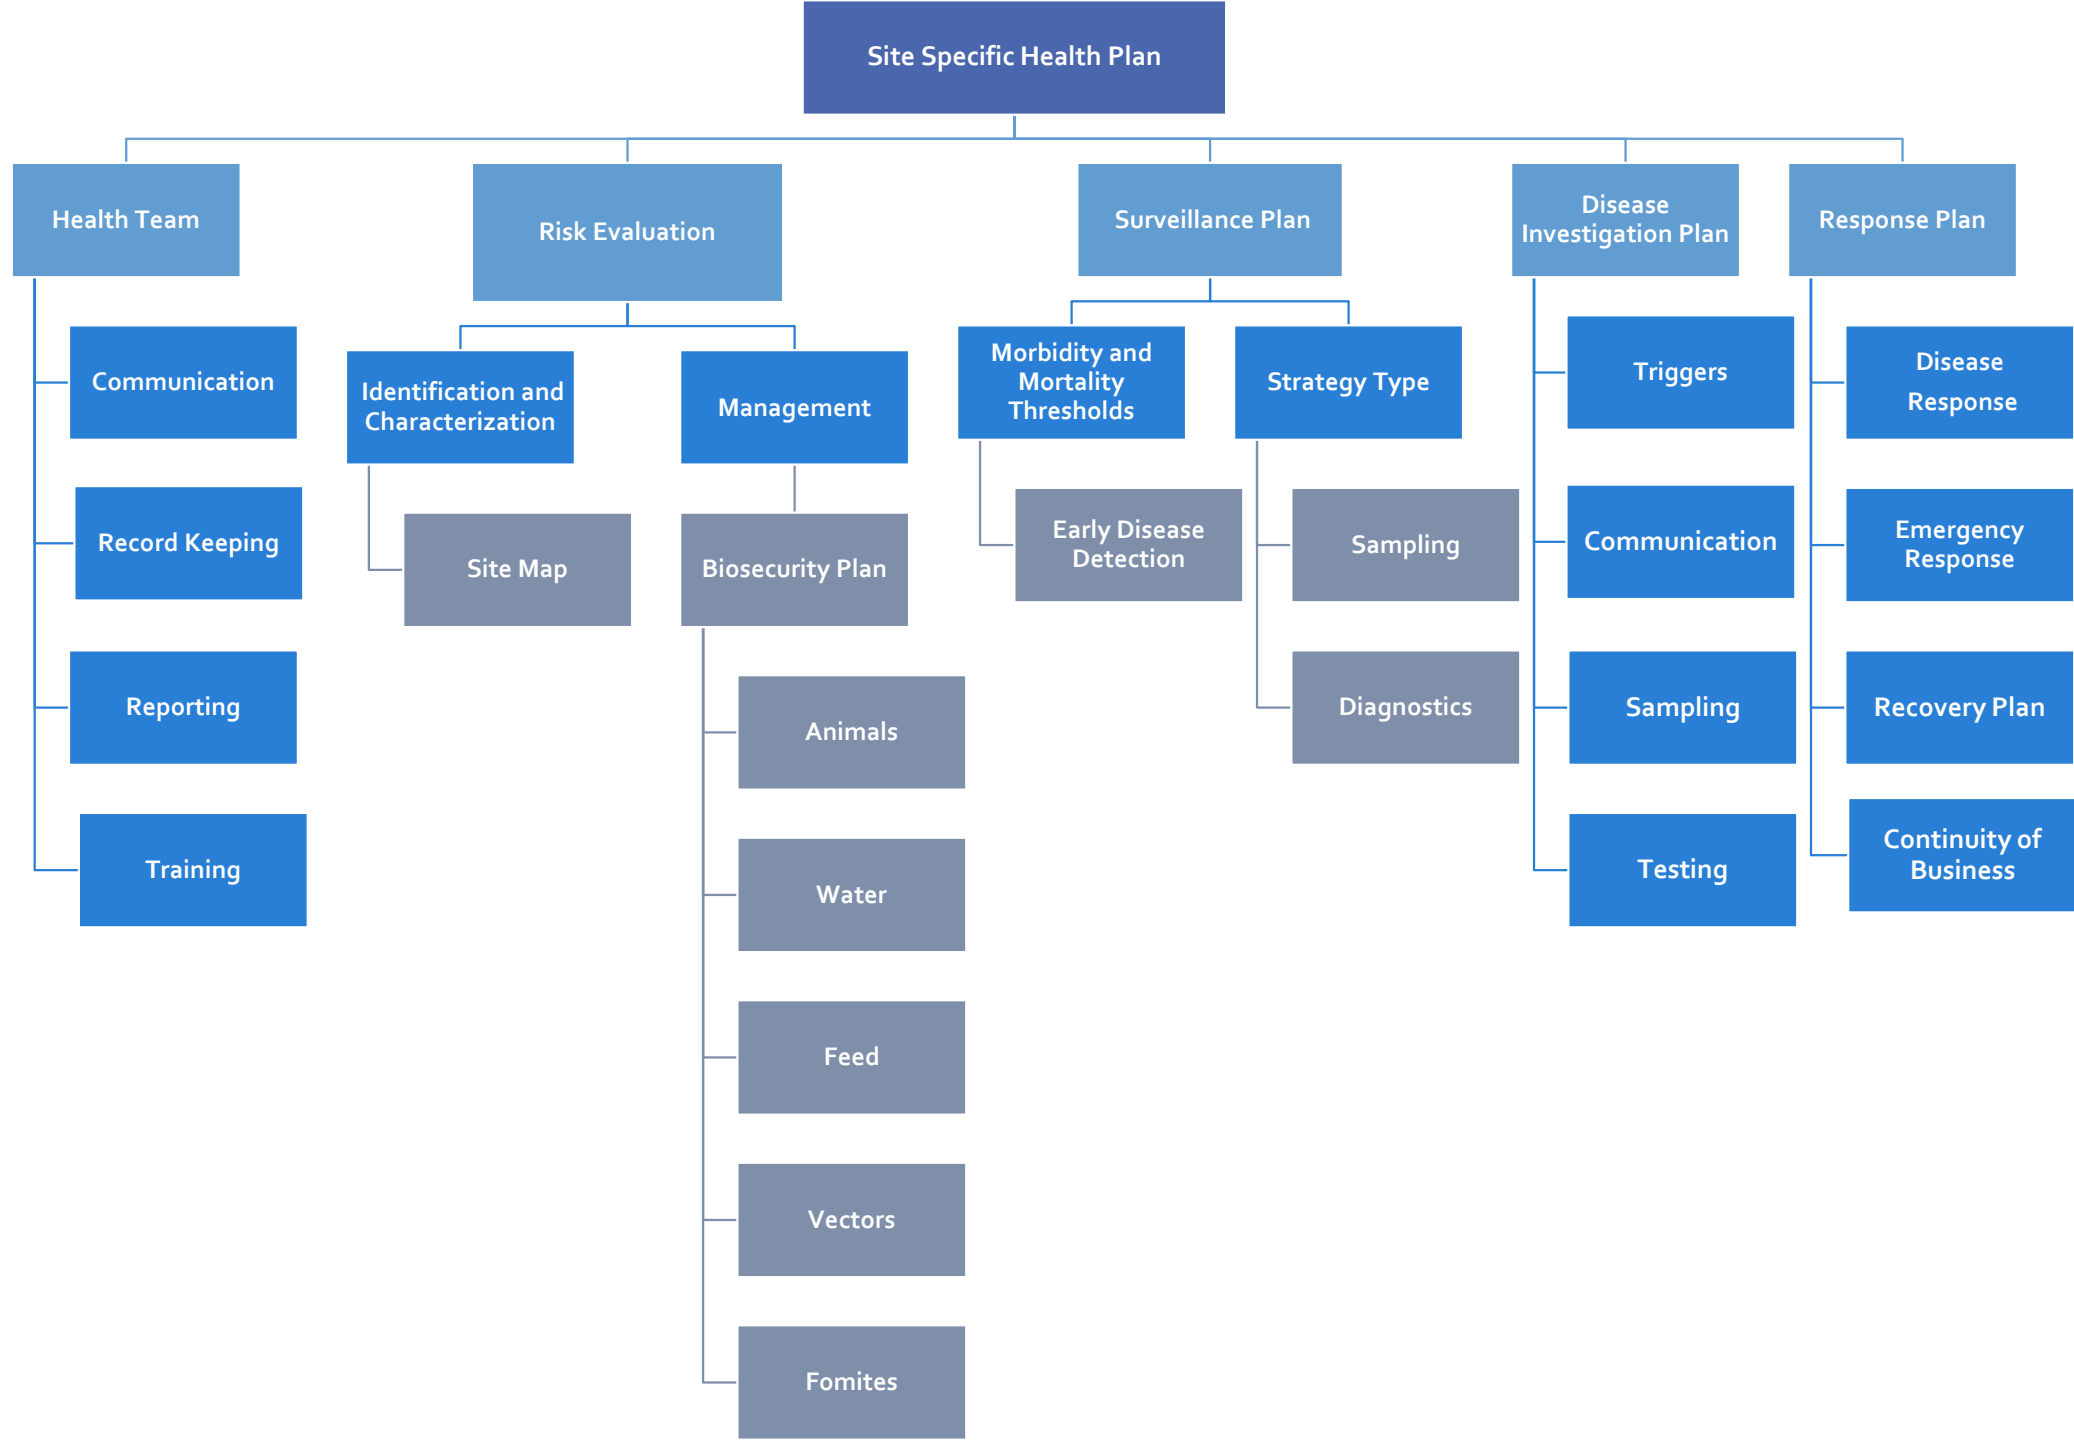 Site Specific Health Plan
Health Team
Communication
Record Keeping
Reporting
Training
Risk Evaluation
Identification and
Characterization
Site Map
Management
Biosecurity Plan
Animals
Water
Feed
Vectors
Fomites
Surveillance Plan
Morbidity and
Mortality
Thresholds
Early Disease
Detection
Strategy Type
Sampling
Diagnostics
Disease
Investigation Plan
Triggers
Communication
Sampling
Testing
Response Plan
Disease
Response
Emergency
Response
Recovery Plan
Continuity of
Business